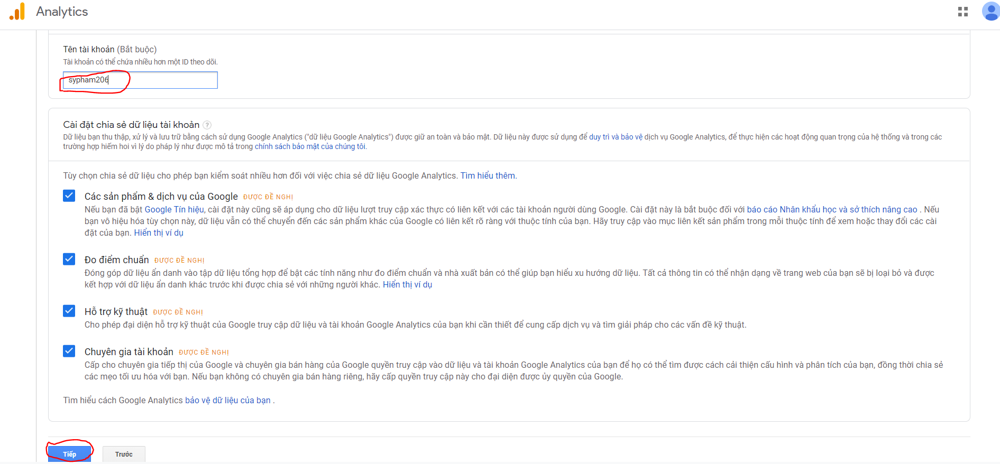 Analytics
Tên tài khoản (Bắt buộc)
Tài khoản có thể chứa nhiều hơn một ID theo dõi.
sypham206
Cài đặt chia sẻ dữ liệu tài khoản ?
Dữ liệu bạn thu thập, xử lý và lưu trữ bằng cách sử dụng Google Analytics ("dữ liệu Google Analytics") được giữ an toàn và bảo mật. Dữ liệu này được sử dụng để duy trì và bảo vệ dịch vụ Google Analytics, để thực hiện các hoạt động quan trọng của hệ thống và trong các
trường hợp hiếm hoi vì lý do pháp lý như được mô tả trong chính sách bảo mật của chúng tôi.
Tùy chọn chia sẻ dữ liệu cho phép bạn kiểm soát nhiều hơn đối với việc chia sẻ dữ liệu Google Analytics. Tìm hiểu thêm.
Các sản phẩm & dịch vụ của Google ĐƯỢC ĐỀ NGHỊ
Nếu bạn đã bật Google Tín hiệu, cài đặt này cũng sẽ áp dụng cho dữ liệu lượt truy cập xác thực có liên kết với các tài khoản người dùng Google. Cài đặt này là bắt buộc đối với báo cáo Nhân khẩu học và sở thích nâng cao . Nếu
bạn vô hiệu hóa tùy chọn này, dữ liệu vẫn có thể chuyển đến các sản phẩm khác của Google có liên kết rõ ràng với thuộc tính của bạn. Hãy truy cập vào mục liên kết sản phẩm trong mỗi thuộc tính để xem hoặc thay đổi các cài
đặt của bạn. Hiển thị ví dụ
Đo điểm chuẩn ĐƯỢC ĐỀ NGHỊ
Đóng góp dữ liệu ẩn danh vào tập dữ liệu tổng hợp để bật các tính năng như đo điểm chuẩn và nhà xuất bản có thể giúp bạn hiểu xu hướng dữ liệu. Tất cả thông tin có thể nhận dạng về trang web của bạn sẽ bị loại bỏ và được
kết hợp với dữ liệu ẩn danh khác trước khi được chia sẻ với những người khác. Hiển thị ví dụ
Hỗ trợ kỹ thuật ĐƯỢC ĐỀ NGHỊ
Cho phép đại diện hỗ trợ kỹ thuật của Google truy cập dữ liệu và tài khoản Google Analytics của bạn khi cần thiết để cung cấp dịch vụ và tìm giải pháp cho các vấn đề kỹ thuật.
Chuyên gia tài khoản ĐƯỢC ĐỀ NGHỊ
Cấp cho chuyên gia tiếp thị của Google và chuyên gia bán hàng của Google quyền truy cập vào dữ liệu và tài khoản Google Analytics của bạn để họ có thể tìm được cách cải thiện cấu hình và phân tích của bạn, đồng thời chia sẻ
các mẹo tối ưu hóa với bạn. Nếu bạn không có chuyên gia bán hàng riêng, hãy cấp quyền truy cập này cho đại diện được ủy quyền của Google.
Tìm hiểu cách Google Analytics bảo vệ dữ liệu của bạn .
Tiếp Trước